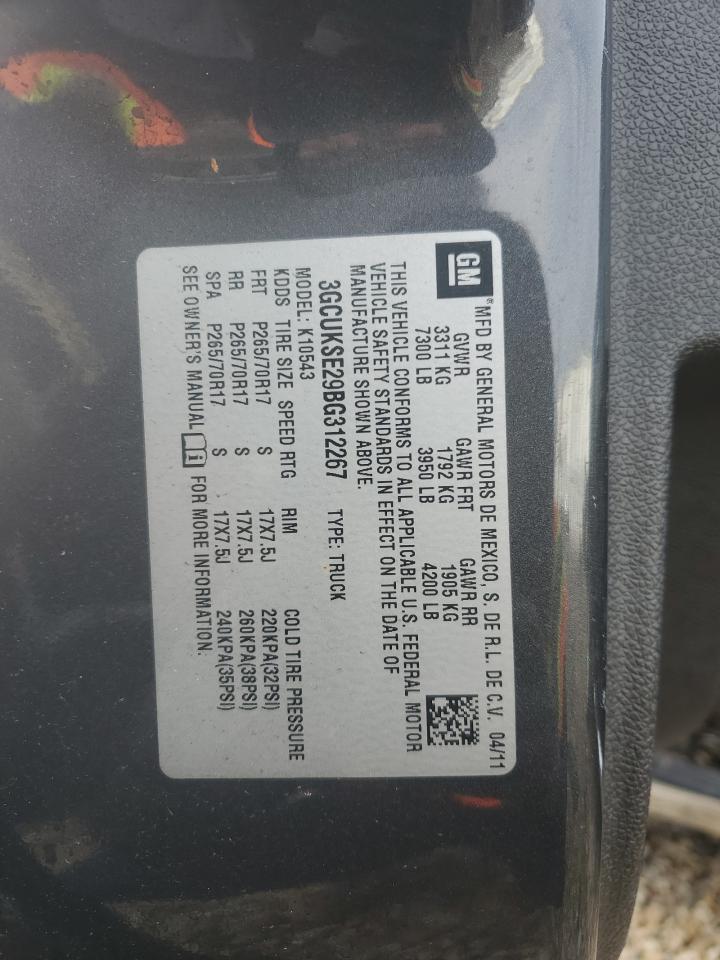 GM
®MFD BY GENERAL MOTORS DE MEXICO, S. DE R.L. DE C.V. 04/11
GVWR GAWR FRT GAWR RR
3311 KG 1792 KG 1905 KG
7300 LB 3950 LB 4200 LB
THIS VEHICLE CONFORMS TO ALL APPLICABLE U.S. FEDERAL MOTOR
VEHICLE SAFETY STANDARDS IN EFFECT ON THE DATE OF
MANUFACTURE SHOWN ABOVE.
3GCUKSE29BG312267 TYPE: TRUCK
MODEL: K10543
KDDS TIRE SIZE SPEED RTG RIM COLD TIRE PRESSURE
FRT P265/70R17 S 17X7.5J 220KPA(32PSI)
RR P265/70R17 S 17X7.5J 260KPA(38PSI)
SPA P265/70R17 S 17X7.5J 240KPA(35PSI)
SEE OWNER'S MANUAL i FOR MORE INFORMATION.